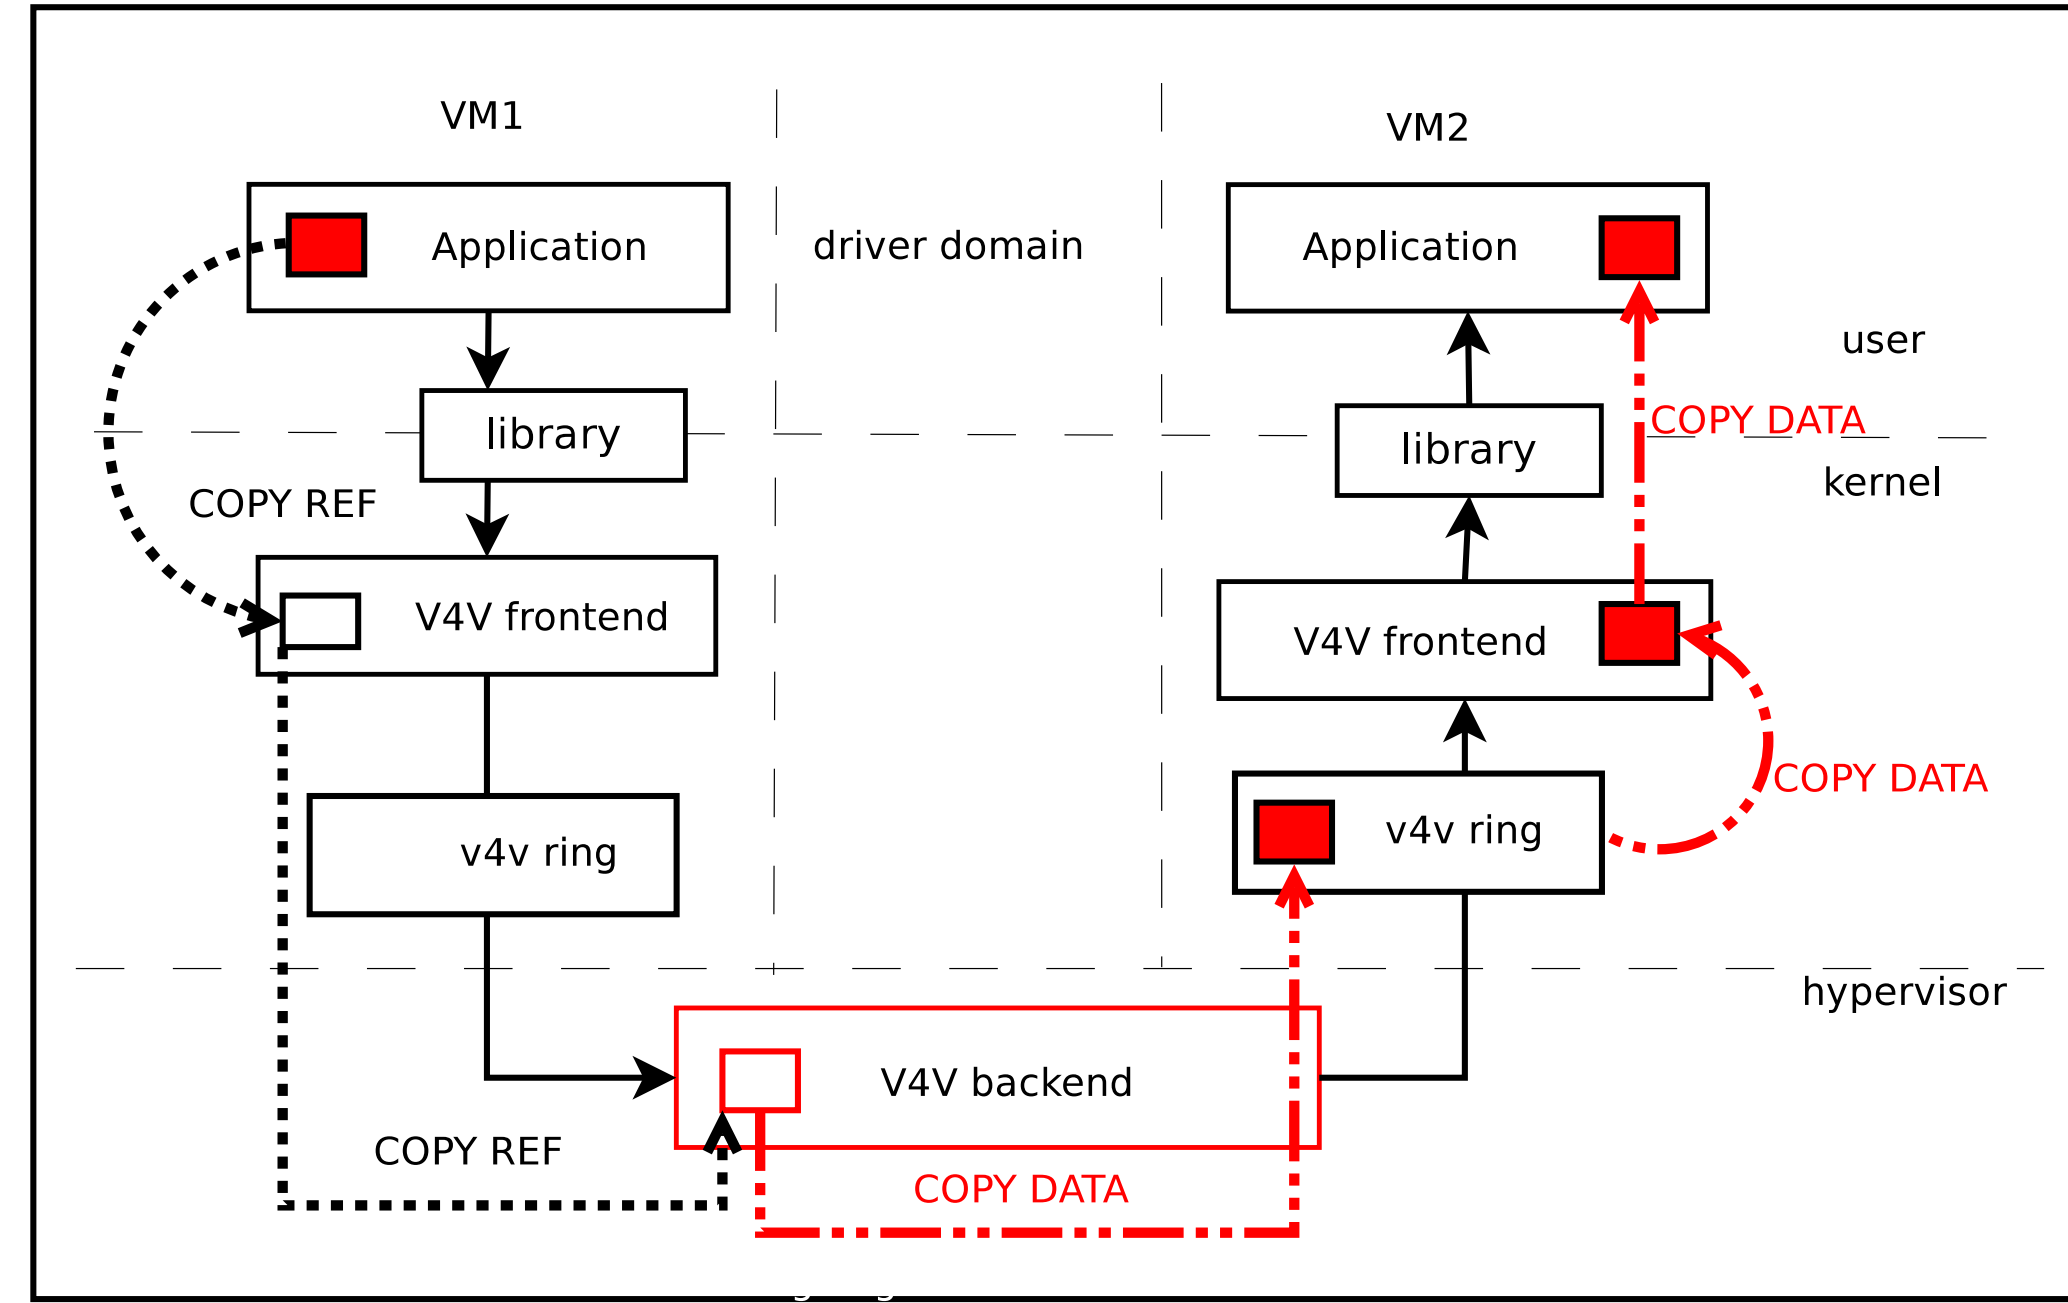 VM1
VM2
Application
driver domain
Application
user
library
COPY DATA
library
kernel
COPY REF
V4V frontend
V4V frontend
COPY DATA
v4v ring
v4v ring
hypervisor
V4V backend
COPY REF
COPY DATA